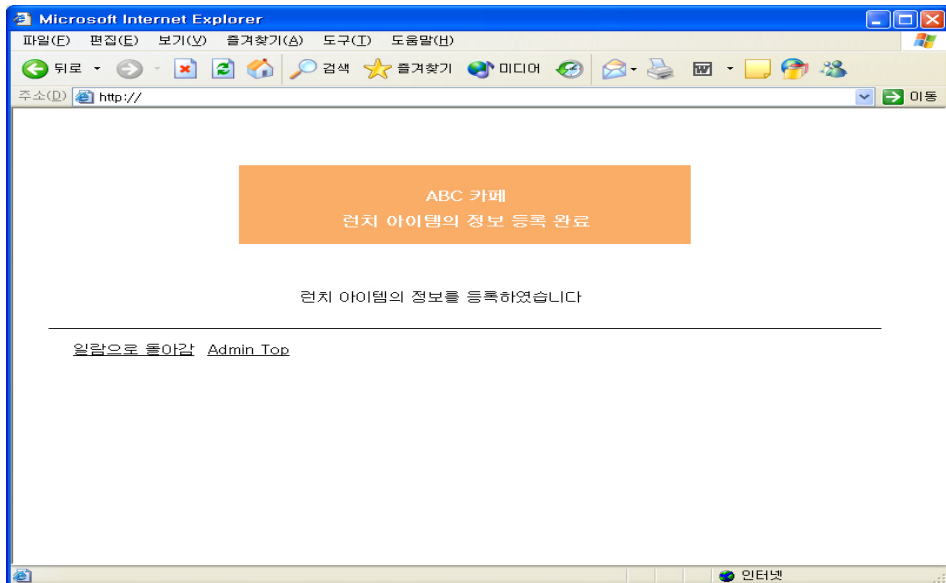 Microsoft Internet Explorer
파일(F) 편집(E) 보기(V) 즐겨찾기(A) 도구(T) 도움말(H)
뒤로 검색 즐겨찾기 미디어
주소(D) http:// 이동
ABC 카페
런치 아이템의 정보 등록 완료
런치 아이템의 정보를 등록하였습니다
일람으로 돌아감 Admin Top
인터넷